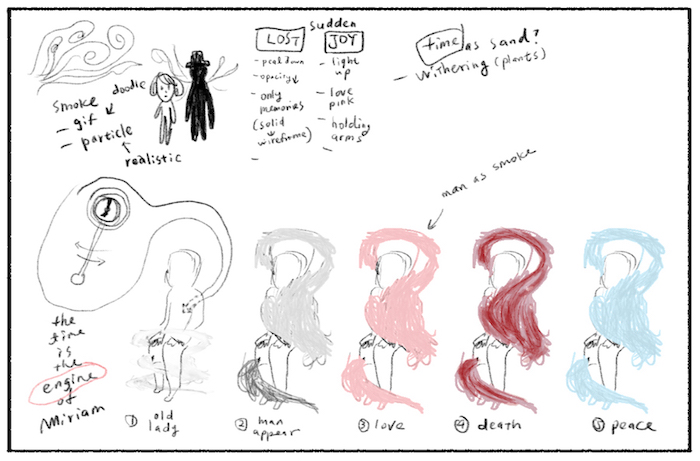 sudden
LOST JOY
- peak down
- opacity↓
- only
memories
(solid
↓
wireframe)
-
- light
up
- love
pink
- holding
arms
-
time as sand?
- withering (plants)
doodle
smoke
- gif ↙
- particle
realistic
man as smoke
the
time
is
the
engine
of
Miriam
① old
lady
② man
appear
③ love
④ death
⑤ peace